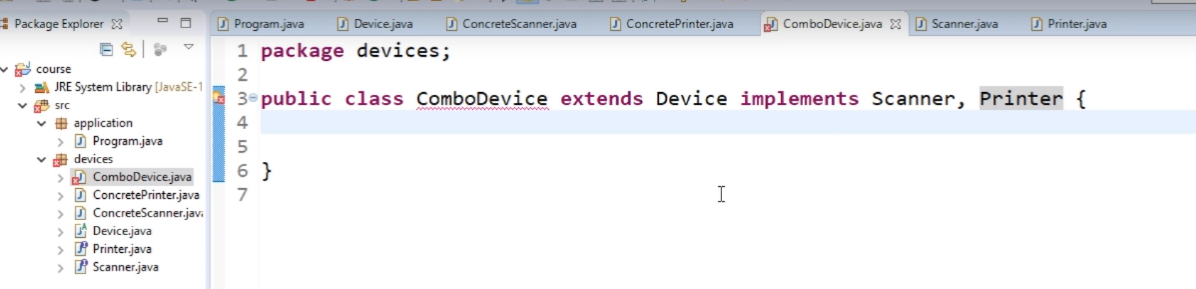 Package Explorer
Program.java
Device.java
ConcreteScanner.java
ConcretePrinter.java
ComboDevice.java
Scanner.java
Printer.java
course
JRE System Library [JavaSE-1
src
application
Program.java
devices
ComboDevice.java
ConcretePrinter.java
ConcreteScanner.java
Device.java
Printer.java
Scanner.java
1 package devices;
2
3 public class ComboDevice extends Device implements Scanner, Printer {
4
5
6 }
7